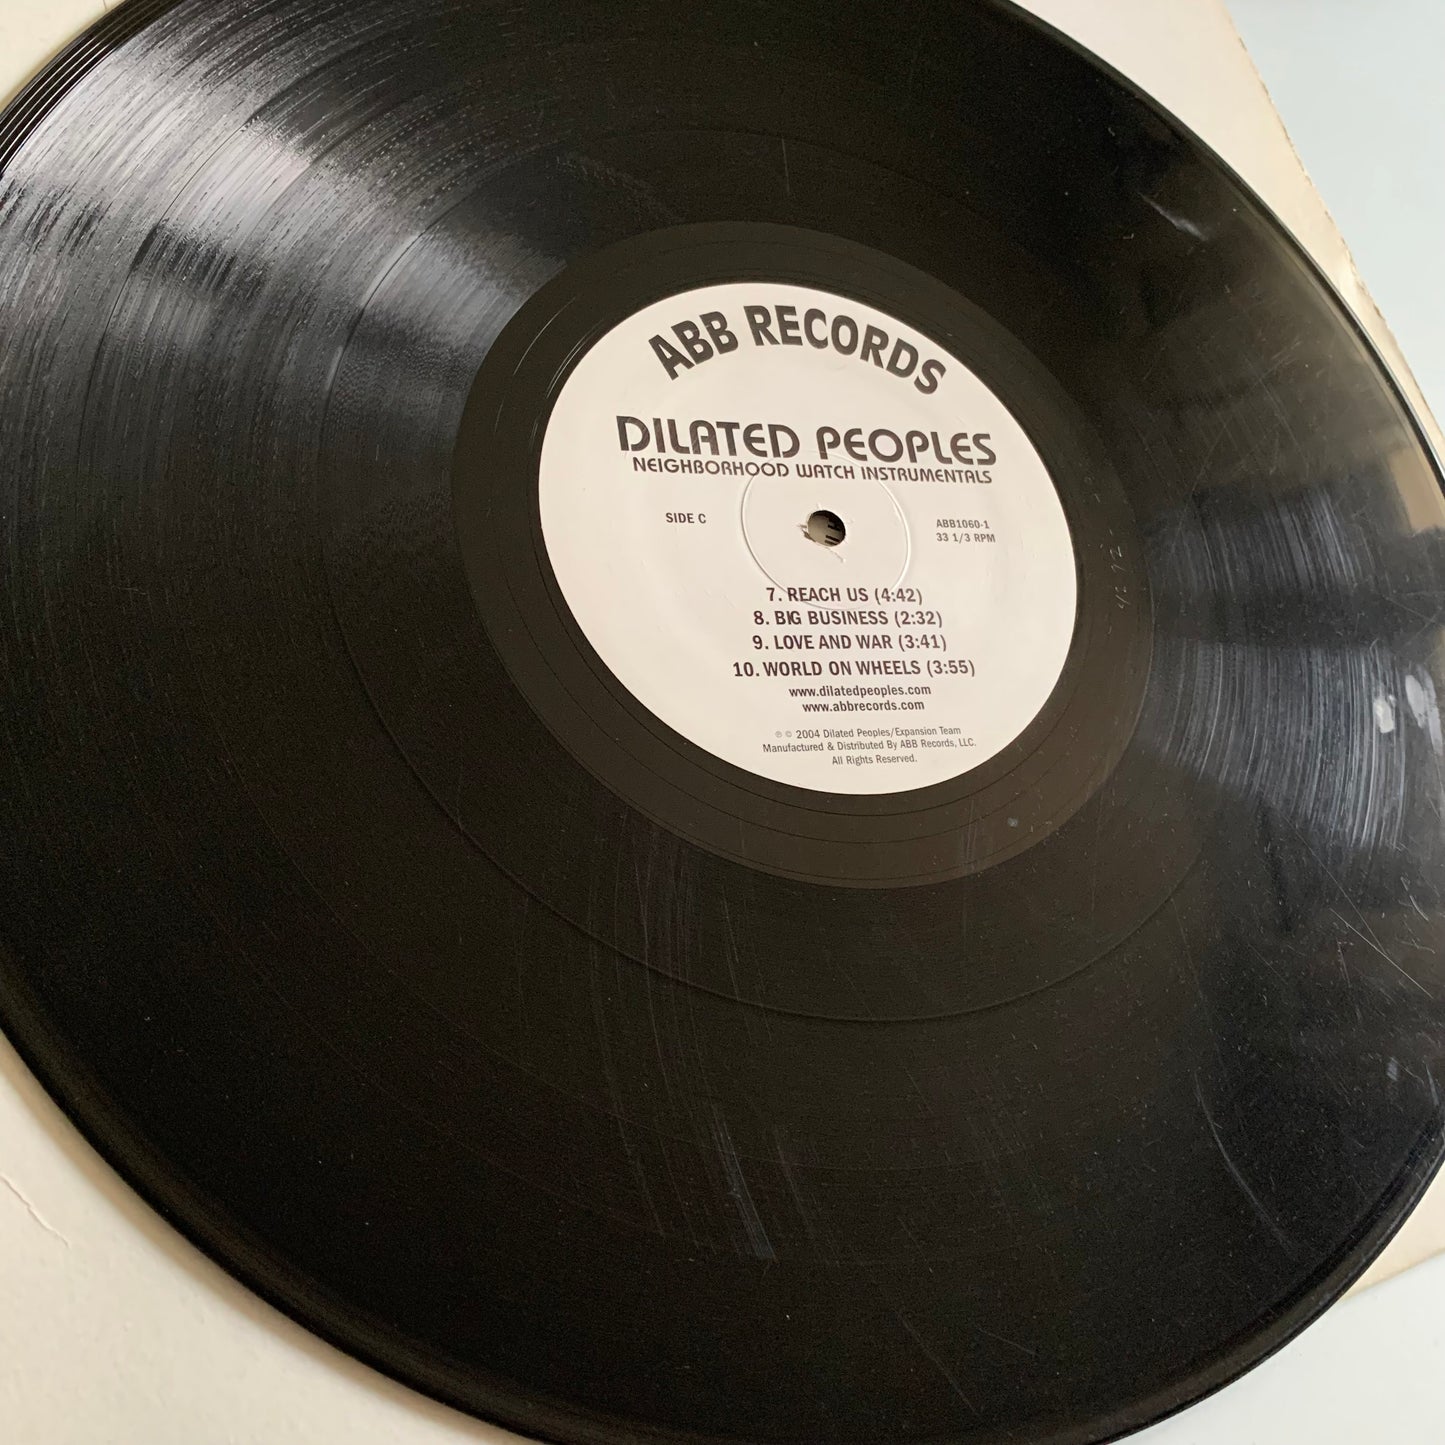 ABB RECORDS
DILATED PEOPLES
NEIGHBORHOOD WATCH INSTRUMENTALS
SIDE C
ABB1060-1
33 1/3 RPM
7. REACH US (4:42)
8. BIG BUSINESS (2:32)
9. LOVE AND WAR (3:41)
10. WORLD ON WHEELS (3:55)
www.dilatedpeoples.com
www.abbrecords.com
℗ © 2004 Dilated Peoples/Expansion Team
Manufactured & Distributed By ABB Records, LLC.
All Rights Reserved.